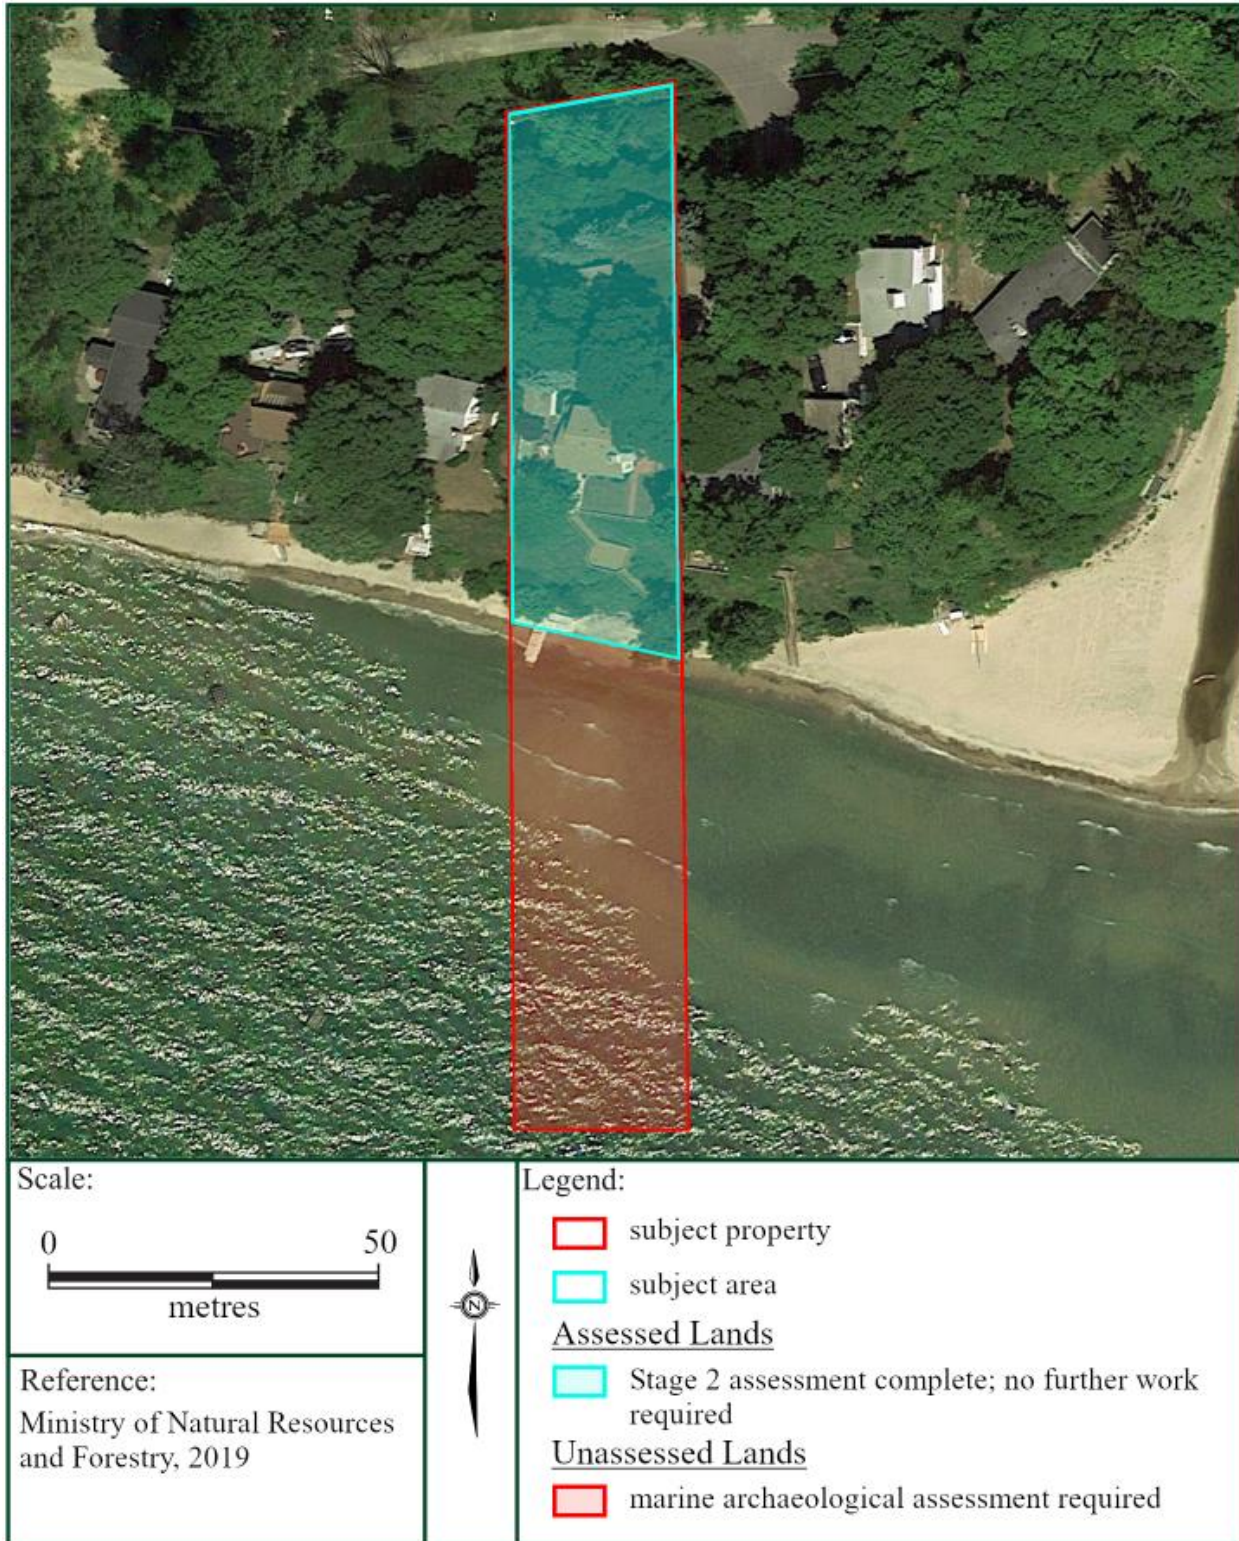 Scale:
0 50
metres
Reference:
Ministry of Natural Resources
and Forestry, 2019
N
Legend:
subject property
subject area
Assessed Lands
Stage 2 assessment complete; no further work
required
Unassessed Lands
marine archaeological assessment required